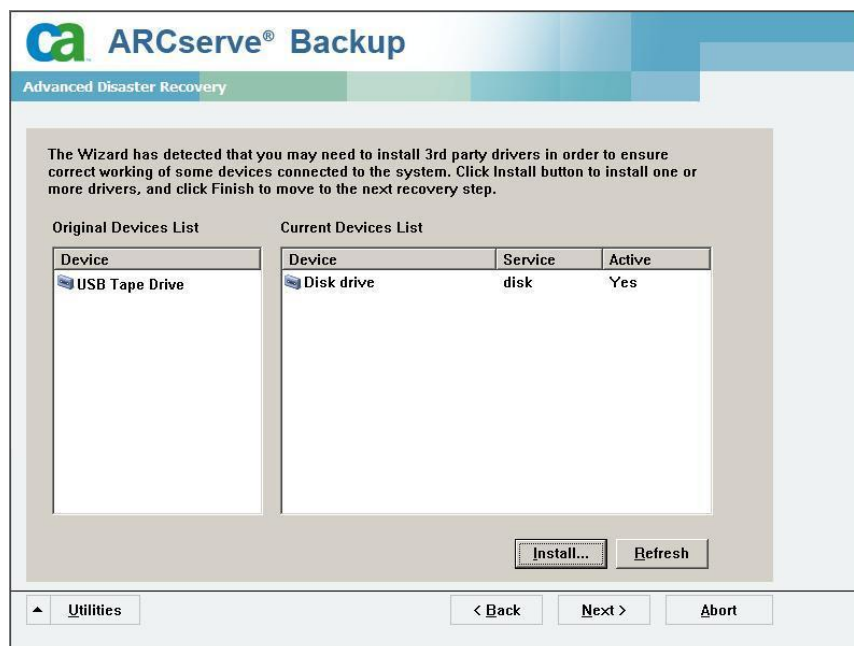 ca ARCserve® Backup
Advanced Disaster Recovery
The Wizard has detected that you may need to install 3rd party drivers in order to ensure
correct working of some devices connected to the system. Click Install button to install one or
more drivers, and click Finish to move to the next recovery step.
Original Devices List
Current Devices List
Device
USB Tape Drive
Device Service Active
Disk drive disk Yes
Install... Refresh
Utilities < Back Next > Abort